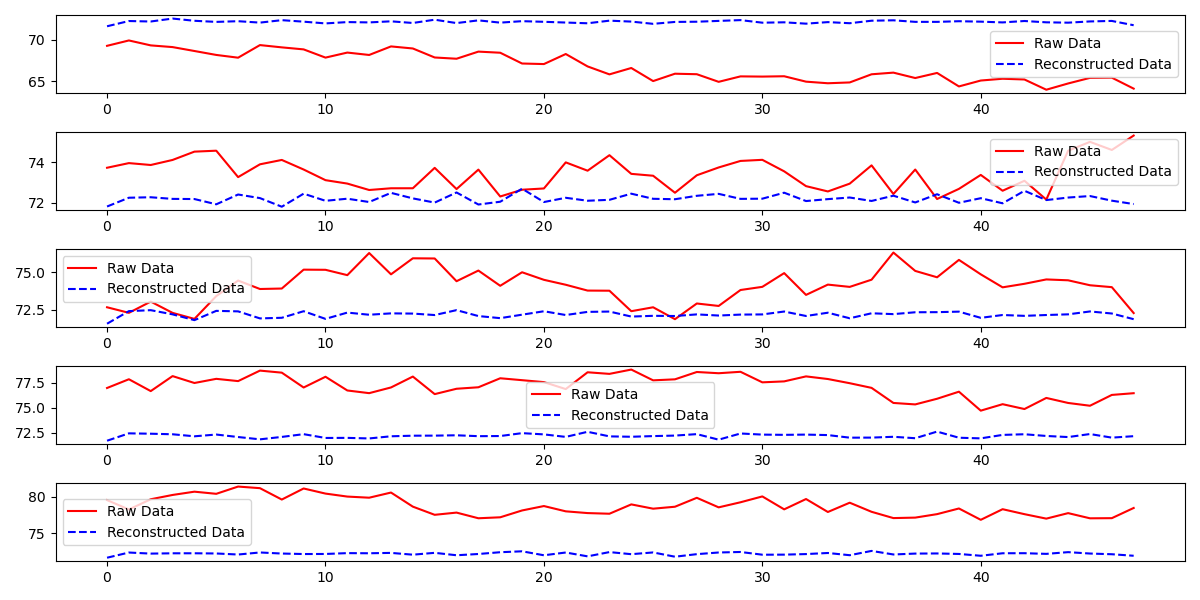 70
65
Raw Data
Reconstructed Data
0 10 20 30 40
74
72
Raw Data
Reconstructed Data
0 10 20 30 40
75.0
72.5
Raw Data
Reconstructed Data
0 10 20 30 40
77.5
75.0
72.5
Raw Data
Reconstructed Data
0 10 20 30 40
80
75
Raw Data
Reconstructed Data
0 10 20 30 40